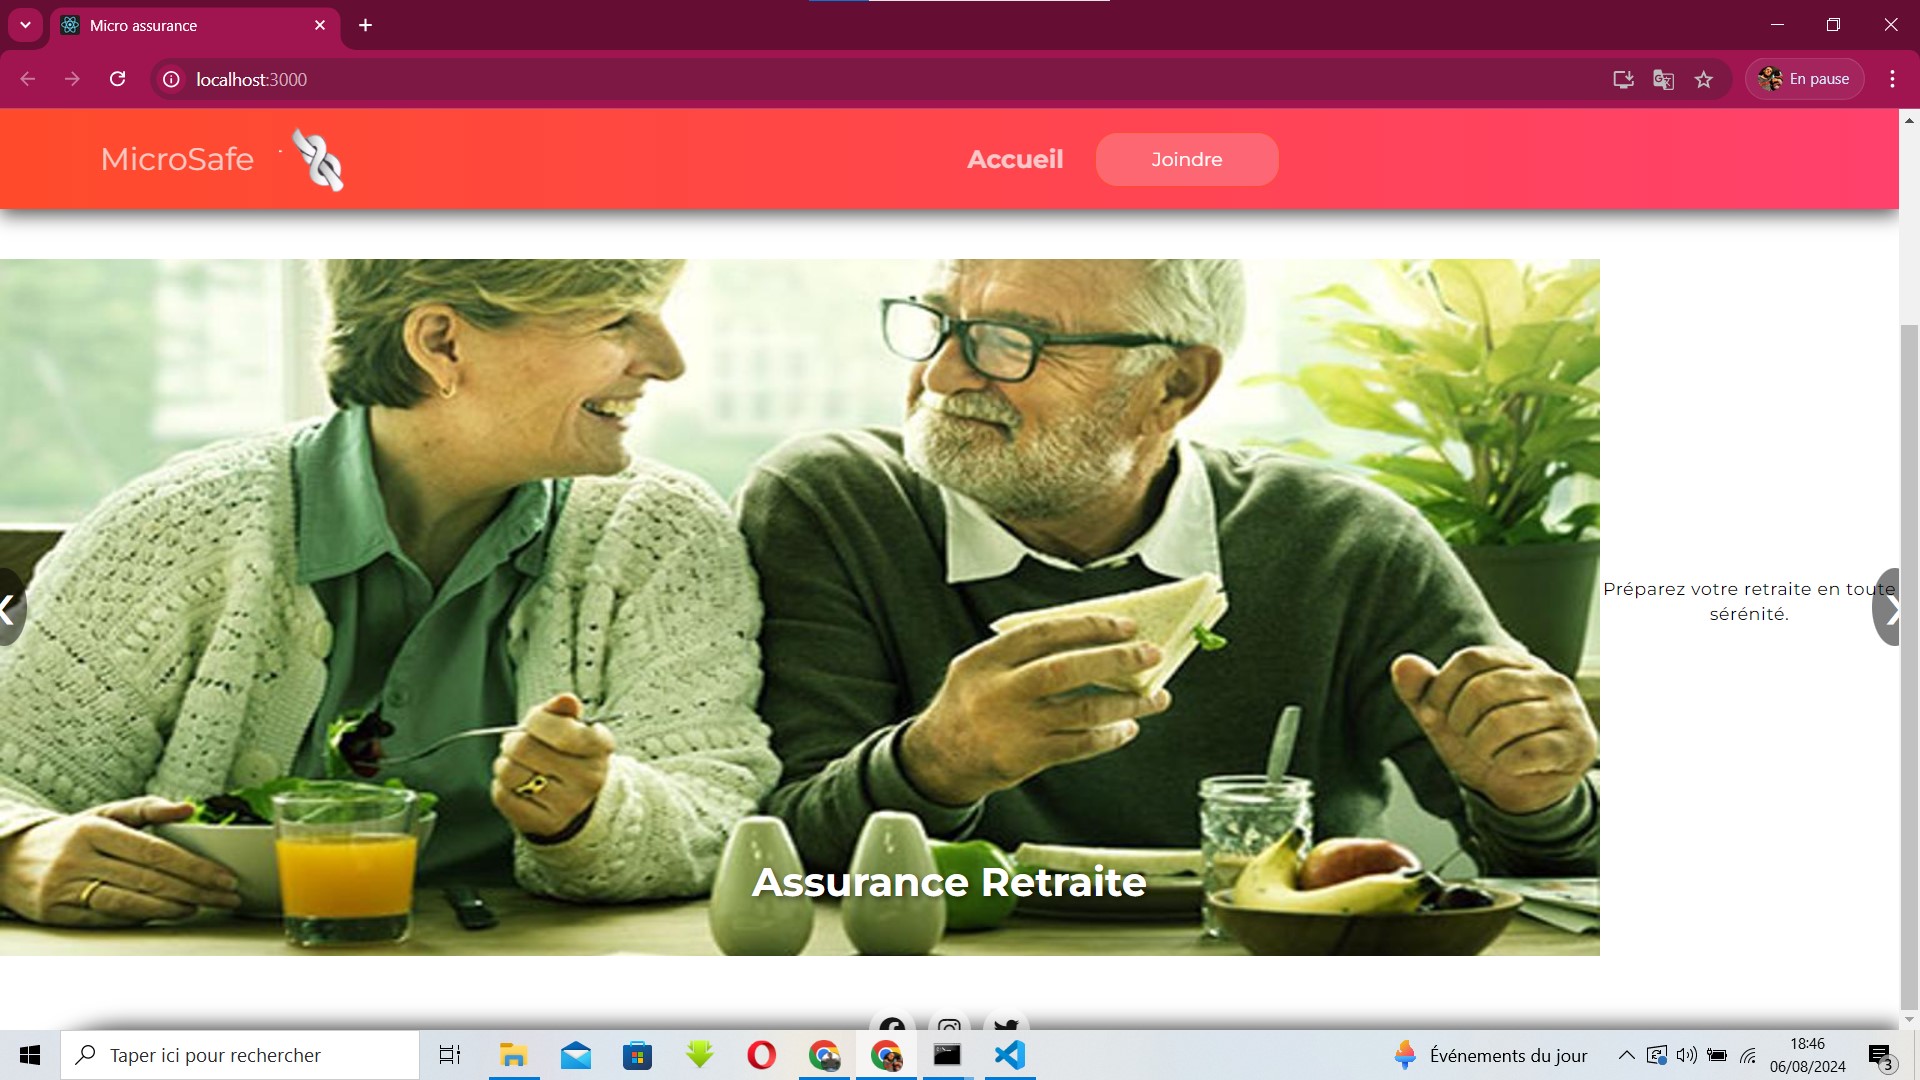 Micro assurance
localhost:3000
En pause
MicroSafe
Accueil
Joindre
Préparez votre retraite en toute
sérénité.
Assurance Retraite
Taper ici pour rechercher
Événements du jour
18:46
06/08/2024
3